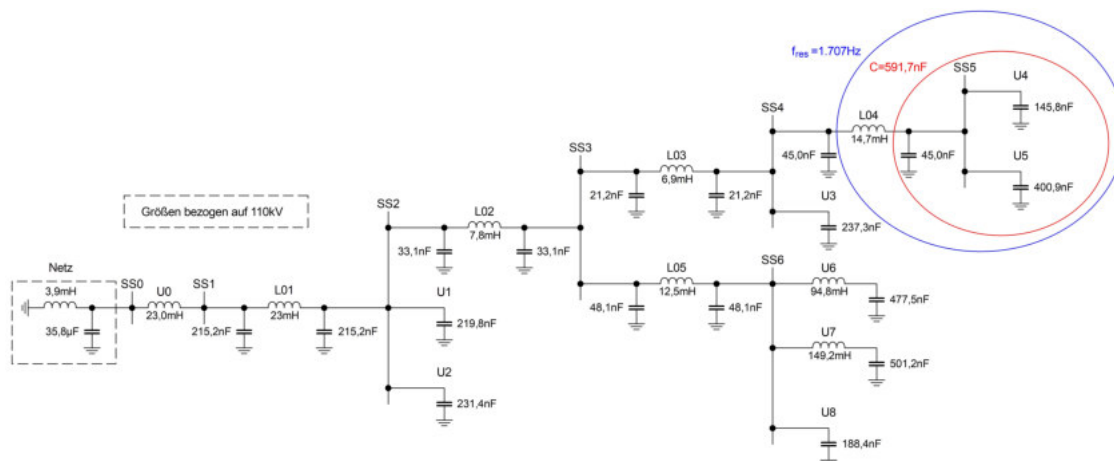 f_res =1.707Hz
C=591,7nF
SS5
U4
145,8nF
SS4
L04
14,7mH
45,0nF
45,0nF
U5
400,9nF
SS3
L03
6,9mH
21,2nF
21,2nF
U3
237,3nF
Größen bezogen auf 110kV
SS2
L02
7,8mH
33,1nF
33,1nF
Netz
3,9mH
35,8µF
SS0
U0
23,0mH
SS1
L01
23mH
215,2nF
215,2nF
U1
219,8nF
U2
231,4nF
L05
12,5mH
48,1nF
48,1nF
SS6
U6
94,8mH
477,5nF
U7
149,2mH
501,2nF
U8
188,4nF